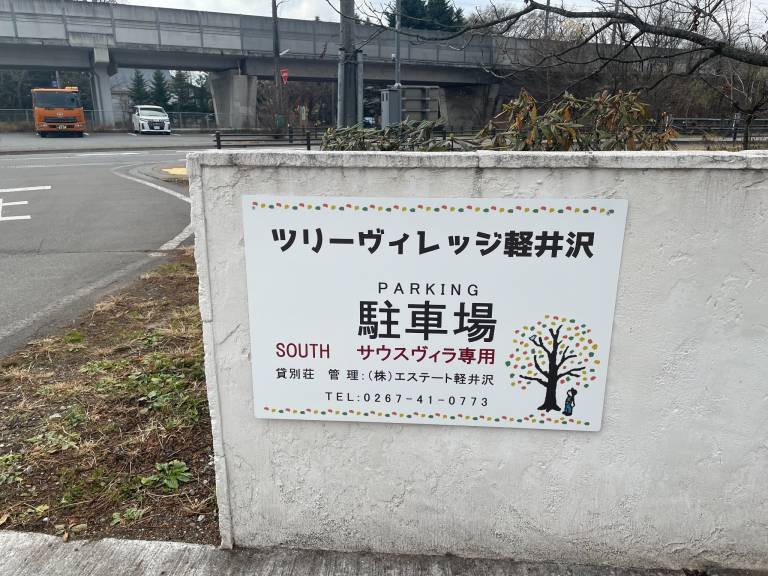 ツリーヴィレッジ軽井沢
PARKING
駐車場
SOUTH サウスヴィラ専用
貸別荘 管理:(株)エステート軽井沢
TEL:0267-41-0773